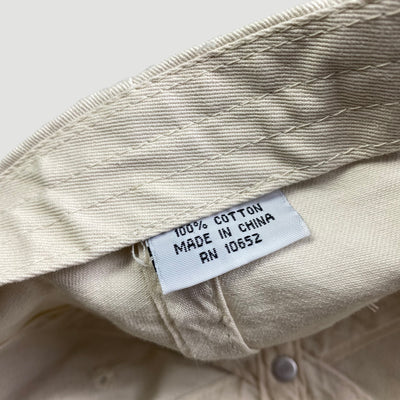 100% COTTON
MADE IN CHINA
RN 10652